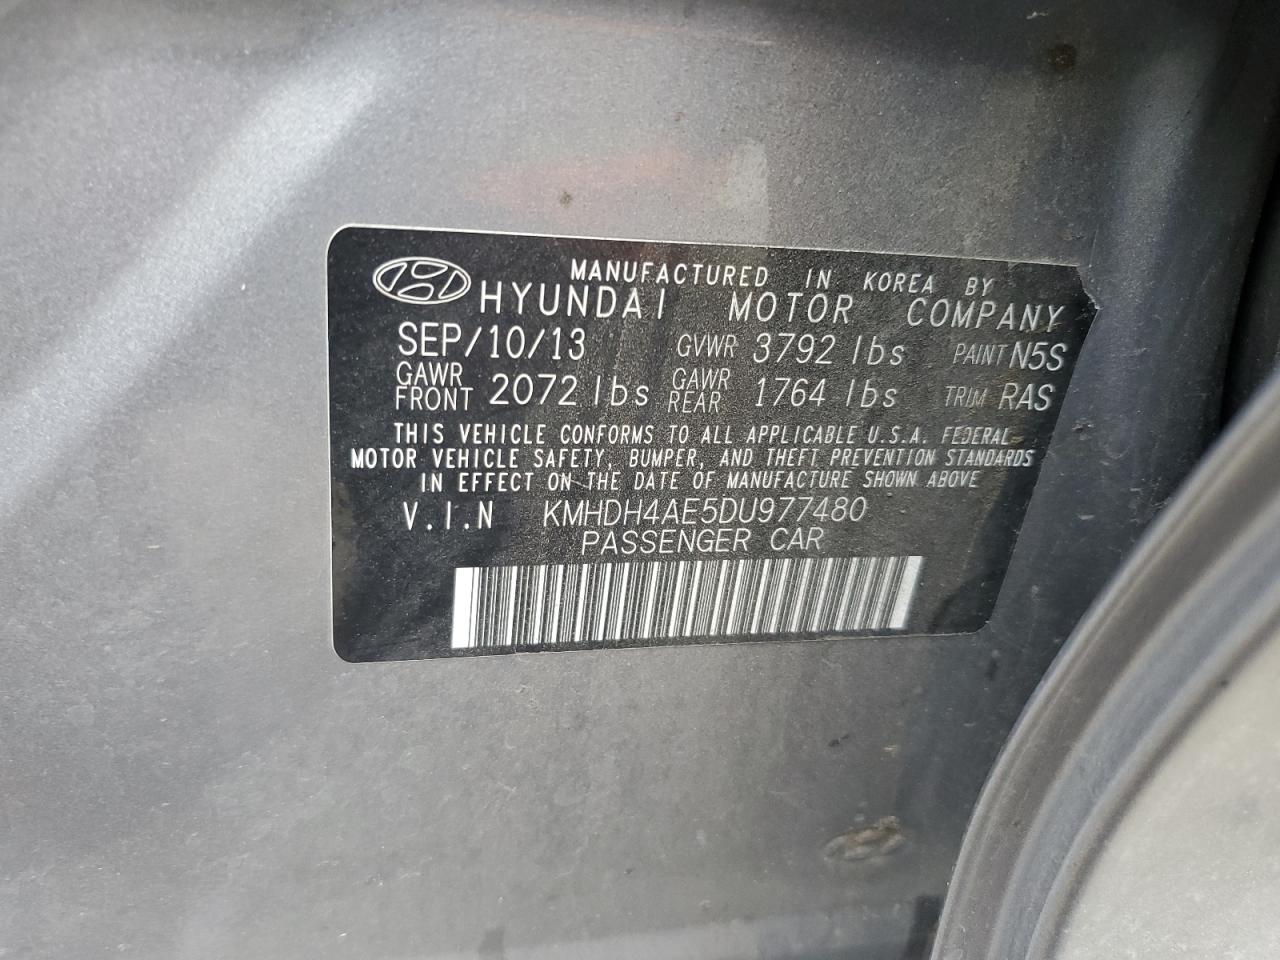 MANUFACTURED IN KOREA BY
HYUNDAI MOTOR COMPANY
SEP/10/13 GVWR 3792 lbs PAINT N5S
GAWR FRONT 2072 lbs GAWR REAR 1764 lbs TRIM RAS
THIS VEHICLE CONFORMS TO ALL APPLICABLE U.S.A. FEDERAL
MOTOR VEHICLE SAFETY, BUMPER, AND THEFT PREVENTION STANDARDS
IN EFFECT ON THE DATE OF MANUFACTURE SHOWN ABOVE
V.I.N KMHDH4AE5DU977480
PASSENGER CAR